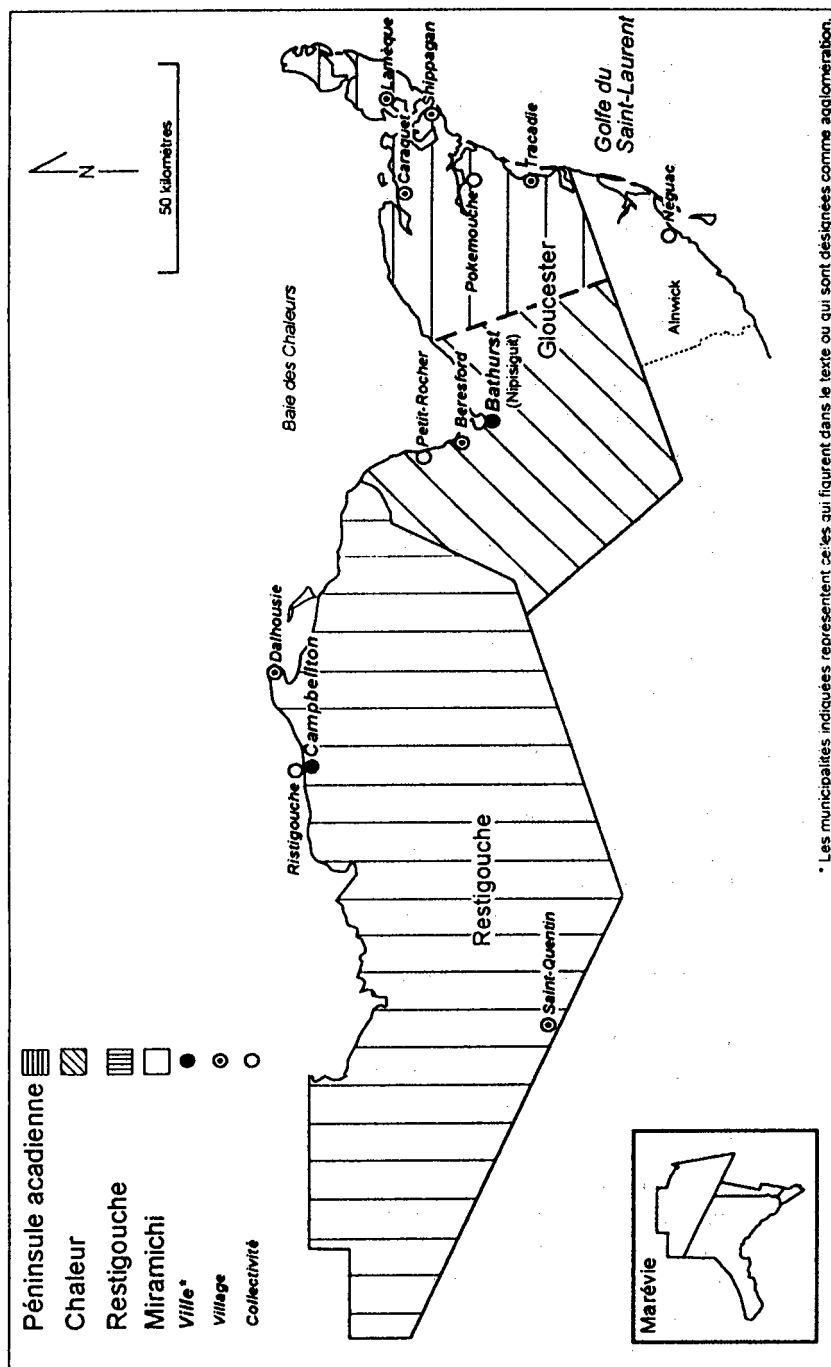 Péninsule acadienne
Chaleur
Restigouche
Miramichi
Ville*
Village
Collectivité
Marévie
Saint-Quentin
Restigouche
Ristigouche
Campbellton
Dalhousie
Baie des Chaleurs
Petit-Rocher
Beresford
Bathurst
(Nipisiguit)
Gloucester
Pokemouche
Caraquet
Lamèque
Shippagan
Tracadie
Golfe du
Saint-Laurent
Néguac
Alnwick
N
50 kilomètres
* Les municipalités indiquées représentent celles qui figurent dans le texte ou qui sont désignées comme agglomération.